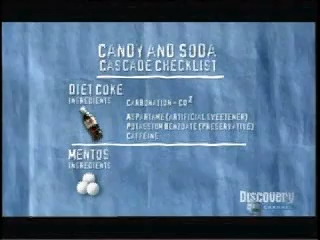 CANDY AND SODA
CASCADE CHECKLIST
DIET COKE
INGREDIENTS
CARBONATION - CO2
ASPARTAME (ARTIFICIAL SWEETENER)
POTASSIUM BENZOATE (PRESERVATIVE)
CAFFEINE
MENTOS
INGREDIENTS
Discovery
CHANNEL